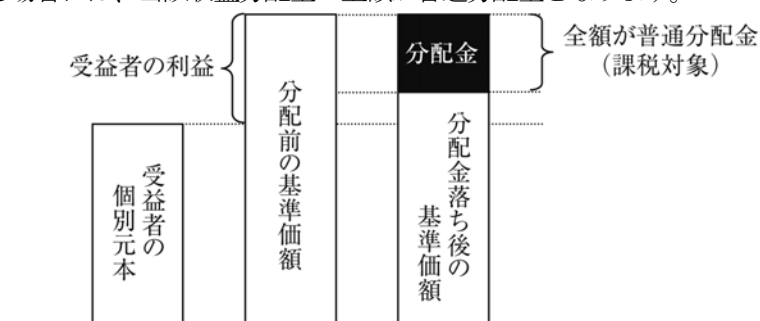 受益者の利益
分配金
全額が普通分配金
（課税対象）
受益者の
個別元本
分配前の基準価額
分配金落ち後の
基準価額